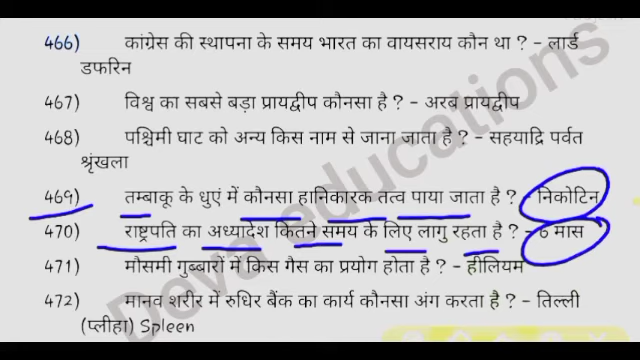 466) कांग्रेस की स्थापना के समय भारत का वायसराय कौन था ? - लार्ड
डफरिन
467) विश्व का सबसे बड़ा प्रायद्वीप कौनसा है ? - अरब प्रायद्वीप
468) पश्चिमी घाट को अन्य किस नाम से जाना जाता है ? - सहयाद्रि पर्वत
श्रृंखला
469) तम्बाकू के धुएं में कौनसा हानिकारक तत्व पाया जाता है ? - निकोटिन
470) राष्ट्रपति का अध्यादेश कितने समय के लिए लागु रहता है ? - 6 मास
471) मौसमी गुब्बारों में किस गैस का प्रयोग होता है ? - हीलियम
472) मानव शरीर में रुधिर बैंक का कार्य कौनसा अंग करता है ? - तिल्ली
(प्लीहा) Spleen
Deva educations